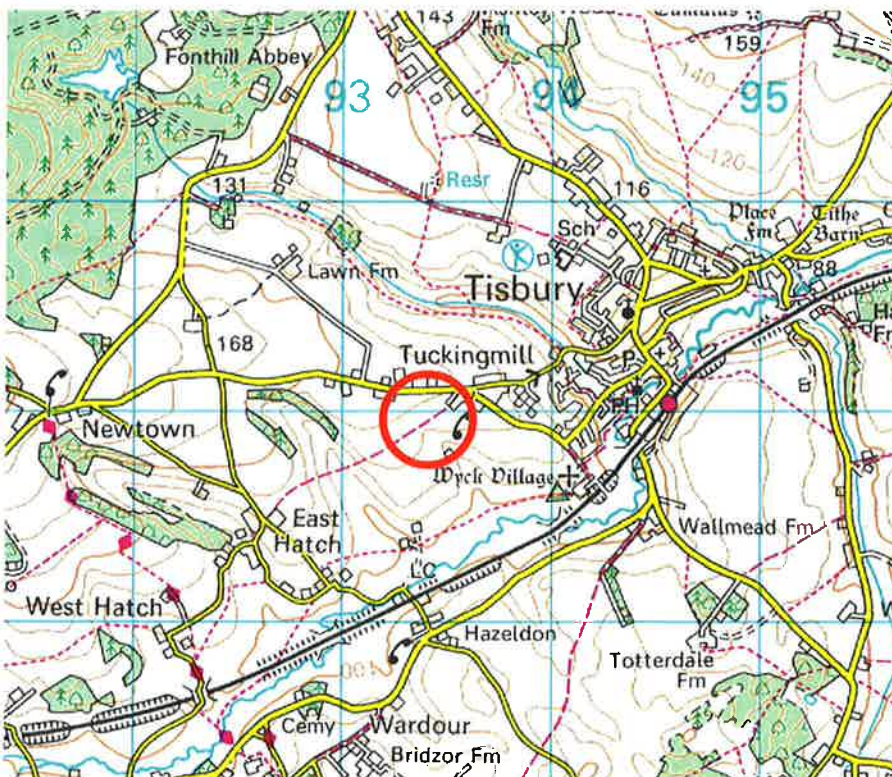 143
Fm
159
Fonthill Abbey
93
94
95
140
120
131
Resr
116
Sch
Place
Fm
Tithe
Barn
88
Lawn Fm
Tisbury
168
Tuckingmill
P
PH
Newtown
Wyck Village
East
Hatch
Wallmead Fm
LC
West Hatch
Hazeldon
100
Totterdale
Fm
Cemy
Wardour
Bridzor Fm